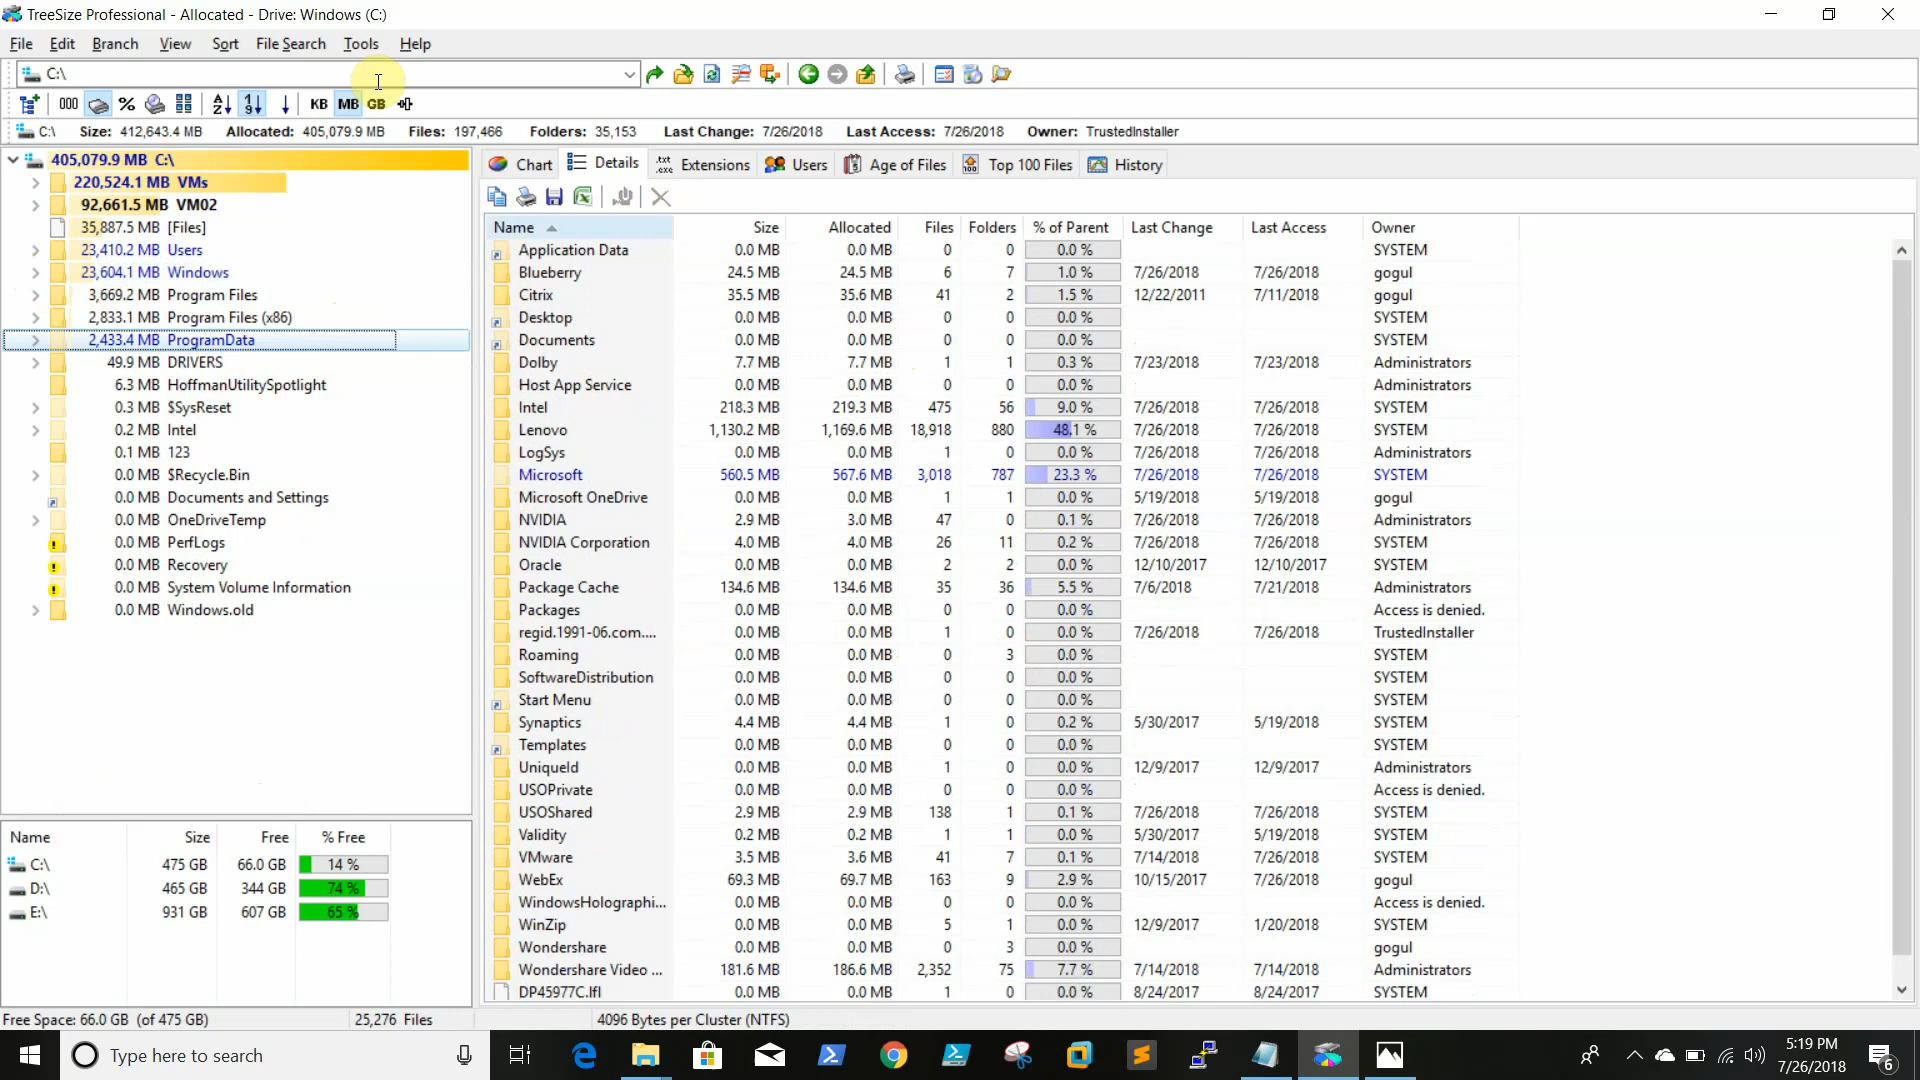 TreeSize Professional - Allocated - Drive: Windows (C:)
File Edit Branch View Sort File Search Tools Help
C:\
000 % KB MB GB
C:\ Size: 412,643.4 MB Allocated: 405,079.9 MB Files: 197,466 Folders: 35,153 Last Change: 7/26/2018 Last Access: 7/26/2018 Owner: TrustedInstaller
405,079.9 MB C:\
220,524.1 MB VMs
92,661.5 MB VM02
35,887.5 MB [Files]
23,410.2 MB Users
23,604.1 MB Windows
3,669.2 MB Program Files
2,833.1 MB Program Files (x86)
2,433.4 MB ProgramData
49.9 MB DRIVERS
6.3 MB HoffmanUtilitySpotlight
0.3 MB $SysReset
0.2 MB Intel
0.1 MB 123
0.0 MB $Recycle.Bin
0.0 MB Documents and Settings
0.0 MB OneDriveTemp
0.0 MB PerfLogs
0.0 MB Recovery
0.0 MB System Volume Information
0.0 MB Windows.old
Name Size Free % Free
C:\ 475 GB 66.0 GB 14 %
D:\ 465 GB 344 GB 74 %
E:\ 931 GB 607 GB 65 %
Chart Details Extensions Users Age of Files Top 100 Files History
Name Size Allocated Files Folders % of Parent Last Change Last Access Owner
Application Data 0.0 MB 0.0 MB 0 0 0.0 % SYSTEM
Blueberry 24.5 MB 24.5 MB 6 7 1.0 % 7/26/2018 7/26/2018 gogul
Citrix 35.5 MB 35.6 MB 41 2 1.5 % 12/22/2011 7/11/2018 gogul
Desktop 0.0 MB 0.0 MB 0 0 0.0 % SYSTEM
Documents 0.0 MB 0.0 MB 0 0 0.0 % SYSTEM
Dolby 7.7 MB 7.7 MB 1 1 0.3 % 7/23/2018 7/23/2018 Administrators
Host App Service 0.0 MB 0.0 MB 0 0 0.0 % Administrators
Intel 218.3 MB 219.3 MB 475 56 9.0 % 7/26/2018 7/26/2018 SYSTEM
Lenovo 1,130.2 MB 1,169.6 MB 18,918 880 48.1 % 7/26/2018 7/26/2018 SYSTEM
LogSys 0.0 MB 0.0 MB 1 0 0.0 % 7/26/2018 7/26/2018 Administrators
Microsoft 560.5 MB 567.6 MB 3,018 787 23.3 % 7/26/2018 7/26/2018 SYSTEM
Microsoft OneDrive 0.0 MB 0.0 MB 1 1 0.0 % 5/19/2018 5/19/2018 gogul
NVIDIA 2.9 MB 3.0 MB 47 0 0.1 % 7/26/2018 7/26/2018 Administrators
NVIDIA Corporation 4.0 MB 4.0 MB 26 11 0.2 % 7/26/2018 7/26/2018 SYSTEM
Oracle 0.0 MB 0.0 MB 2 2 0.0 % 12/10/2017 12/10/2017 SYSTEM
Package Cache 134.6 MB 134.6 MB 35 36 5.5 % 7/6/2018 7/21/2018 Administrators
Packages 0.0 MB 0.0 MB 0 0 0.0 % Access is denied.
regid.1991-06.com.... 0.0 MB 0.0 MB 1 0 0.0 % 7/26/2018 7/26/2018 TrustedInstaller
Roaming 0.0 MB 0.0 MB 0 3 0.0 % SYSTEM
SoftwareDistribution 0.0 MB 0.0 MB 0 0 0.0 % SYSTEM
Start Menu 0.0 MB 0.0 MB 0 0 0.0 % SYSTEM
Synaptics 4.4 MB 4.4 MB 1 0 0.2 % 5/30/2017 5/19/2018 SYSTEM
Templates 0.0 MB 0.0 MB 0 0 0.0 % SYSTEM
UniqueId 0.0 MB 0.0 MB 1 0 0.0 % 12/9/2017 12/9/2017 Administrators
USOPrivate 0.0 MB 0.0 MB 0 0 0.0 % Access is denied.
USOShared 2.9 MB 2.9 MB 138 1 0.1 % 7/26/2018 7/26/2018 SYSTEM
Validity 0.2 MB 0.2 MB 1 1 0.0 % 5/30/2017 5/19/2018 SYSTEM
VMware 3.5 MB 3.6 MB 41 7 0.1 % 7/14/2018 7/26/2018 SYSTEM
WebEx 69.3 MB 69.7 MB 163 9 2.9 % 10/15/2017 7/26/2018 gogul
WindowsHolographi... 0.0 MB 0.0 MB 0 0 0.0 % Access is denied.
WinZip 0.0 MB 0.0 MB 5 1 0.0 % 12/9/2017 1/20/2018 SYSTEM
Wondershare 0.0 MB 0.0 MB 0 3 0.0 % gogul
Wondershare Video ... 181.6 MB 186.6 MB 2,352 75 7.7 % 7/14/2018 7/14/2018 Administrators
DP45977C.lfl 0.0 MB 0.0 MB 1 0 0.0 % 8/24/2017 8/24/2017 SYSTEM
Free Space: 66.0 GB (of 475 GB) 25,276 Files 4096 Bytes per Cluster (NTFS)
Type here to search
5:19 PM
7/26/2018
6